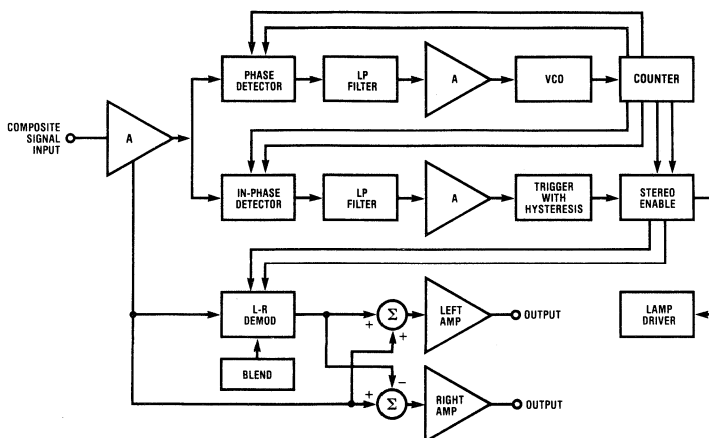 PHASE
DETECTOR
LP
FILTER
A
VCO
COUNTER
COMPOSITE
SIGNAL
INPUT
A
IN-PHASE
DETECTOR
LP
FILTER
A
TRIGGER
WITH
HYSTERESIS
STEREO
ENABLE
L-R
DEMOD
+
Σ
+
LEFT
AMP
OUTPUT
LAMP
DRIVER
BLEND
+
−
Σ
RIGHT
AMP
OUTPUT